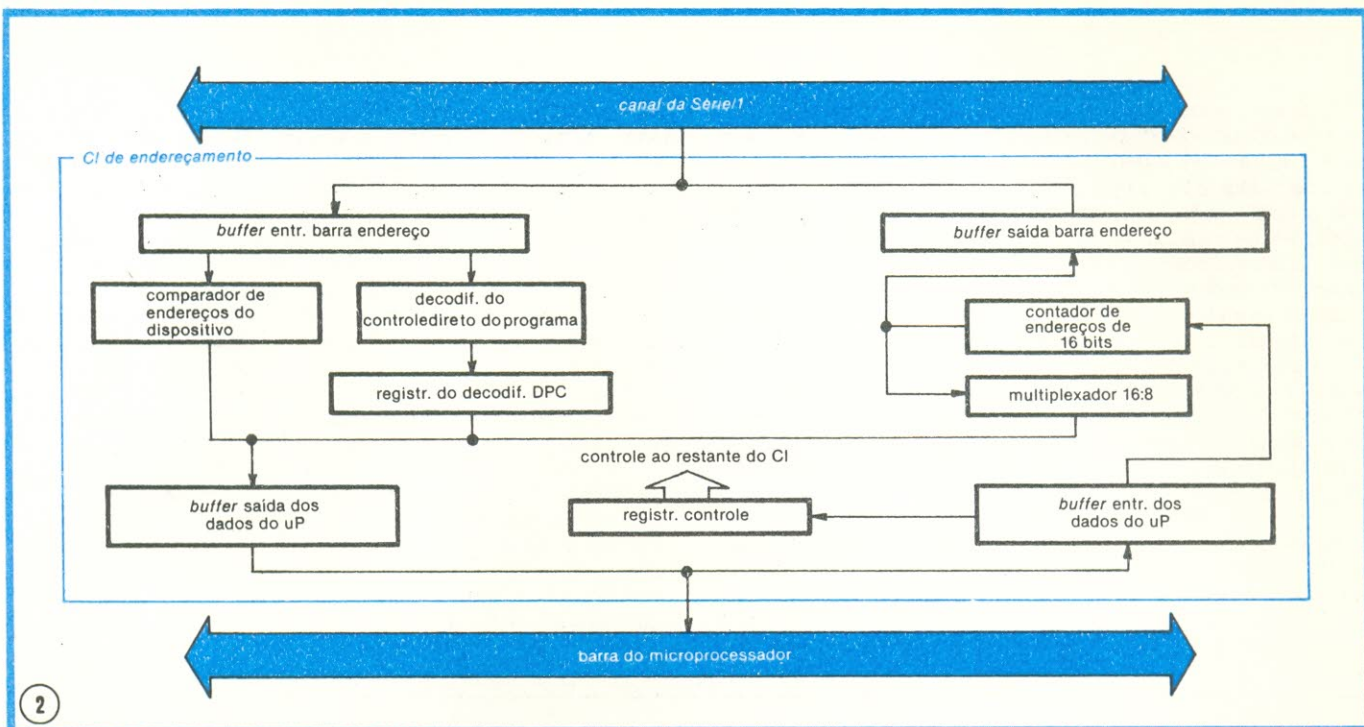 canal da Série/1
CI de endereçamento
buffer entr. barra endereço
buffer saída barra endereço
comparador de
endereços do
dispositivo
decodif. do
controledireto do programa
contador de
endereços de
16 bits
registr. do decodif. DPC
multiplexador 16:8
controle ao restante do CI
buffer saída dos
dados do uP
registr. controle
buffer entr. dos
dados do uP
barra do microprocessador
2